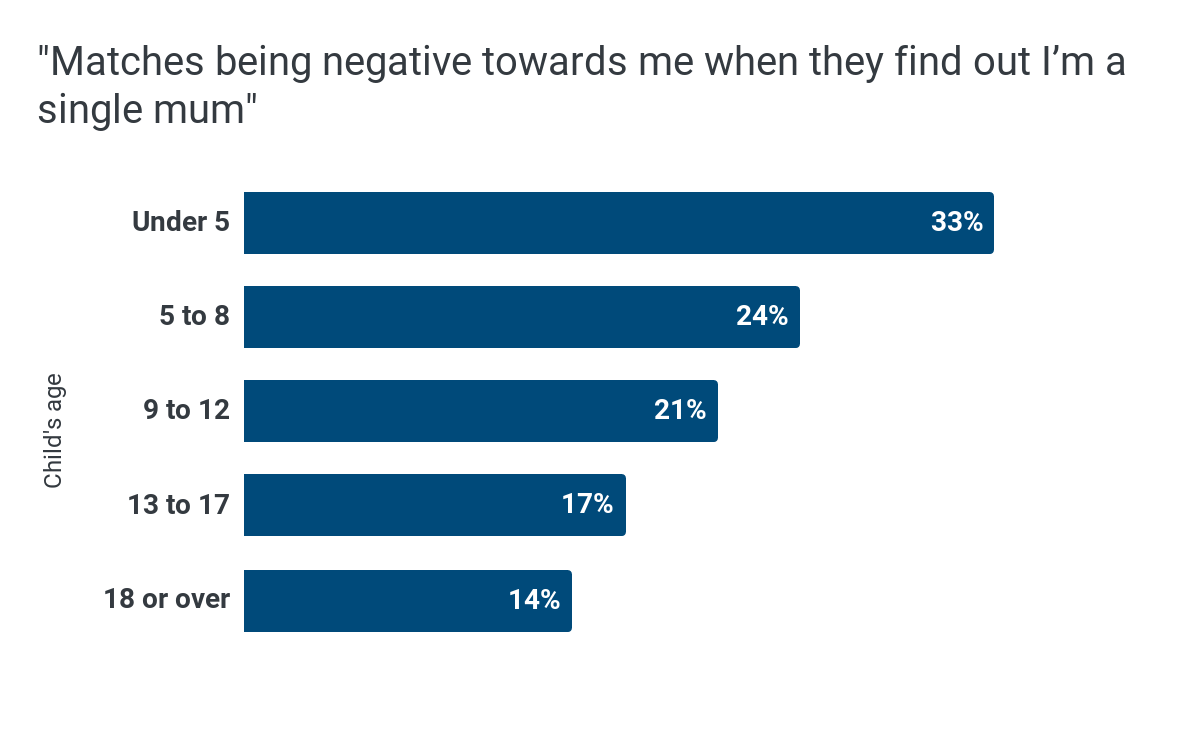 "Matches being negative towards me when they find out I’m a
single mum"
Child's age
Under 5
33%
5 to 8
24%
9 to 12
21%
13 to 17
17%
18 or over
14%